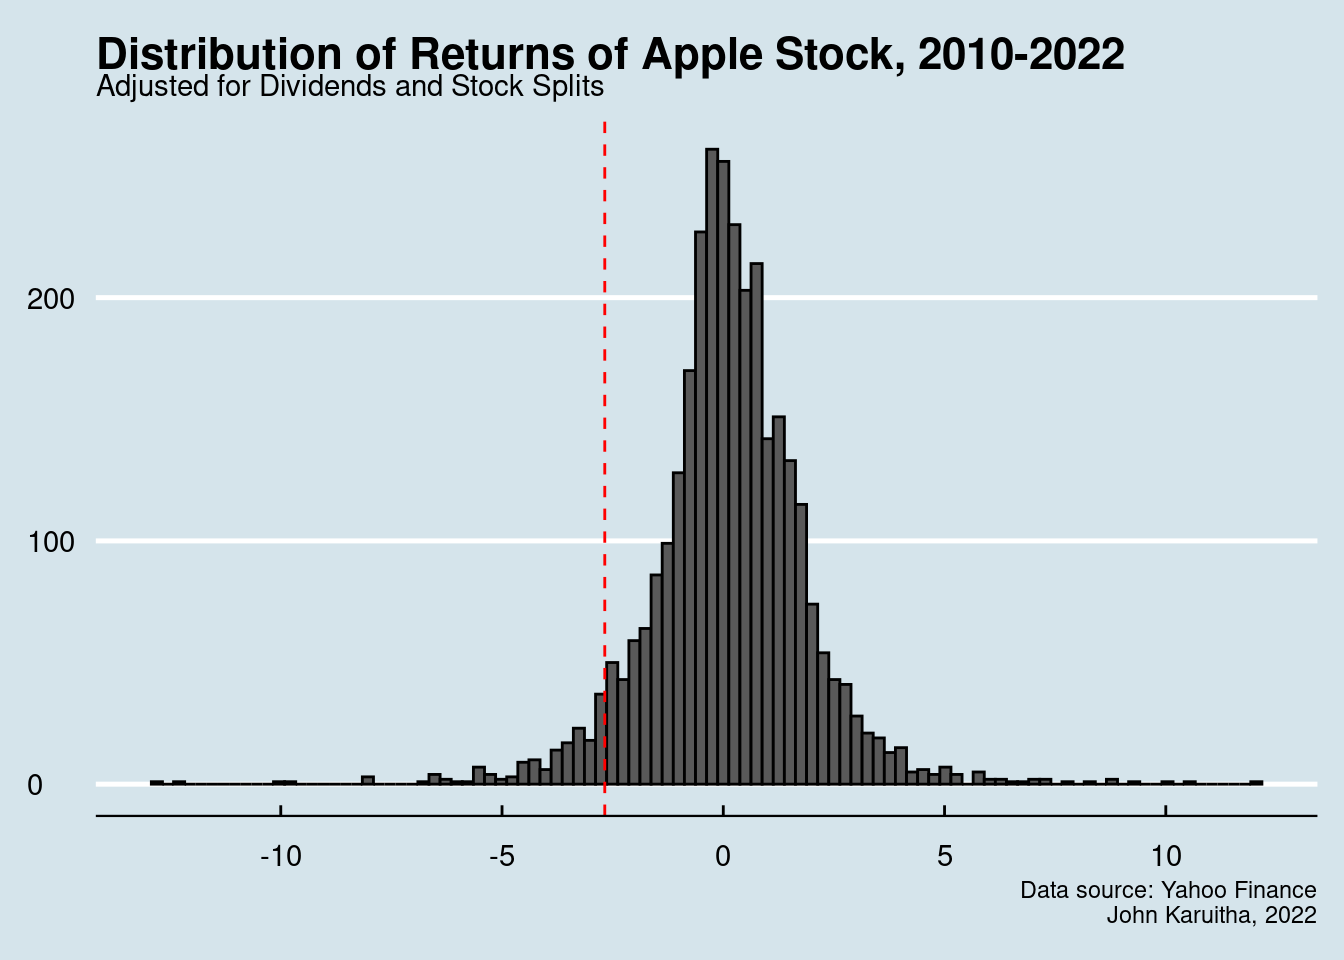 Distribution of Returns of Apple Stock, 2010-2022
Adjusted for Dividends and Stock Splits
200
100
0
-10 -5 0 5 10
Data source: Yahoo Finance
John Karuitha, 2022